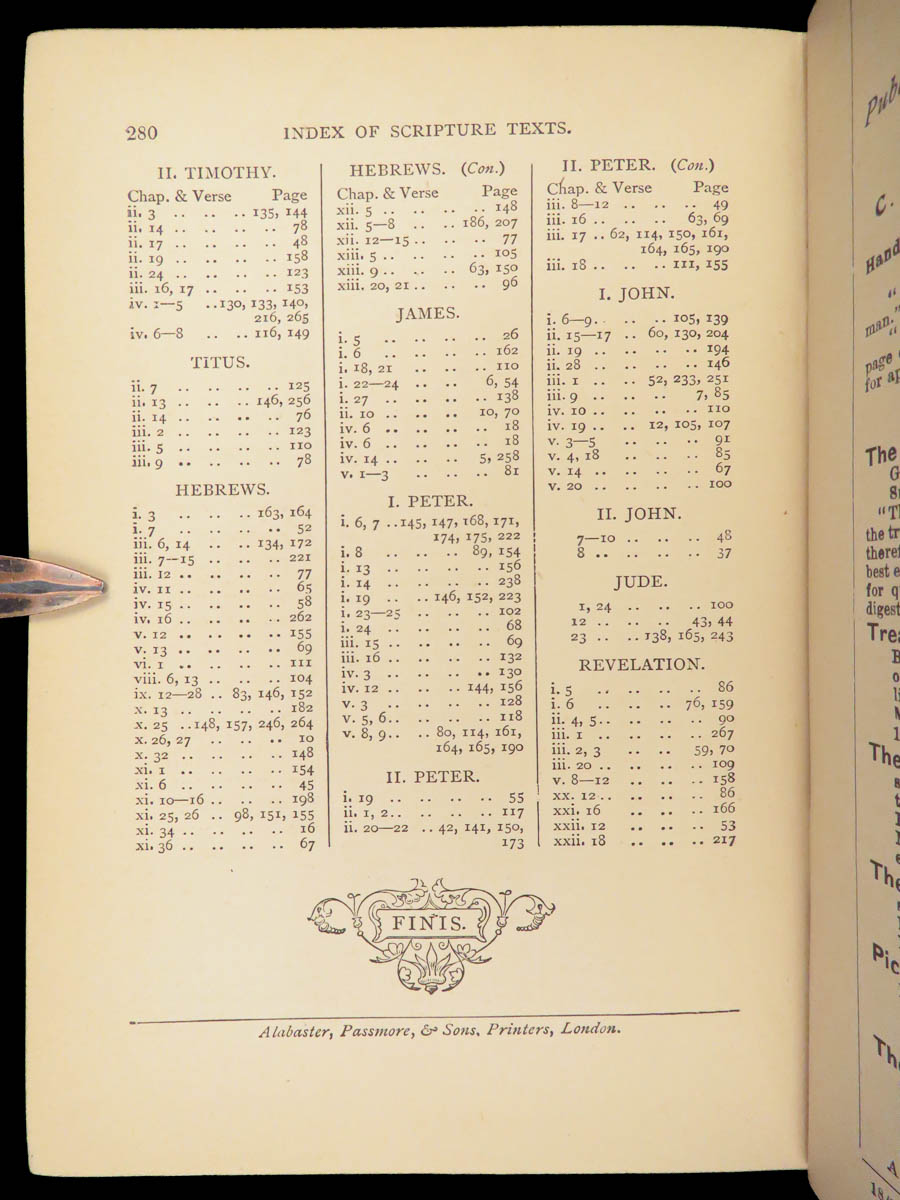 280
INDEX OF SCRIPTURE TEXTS.
II. TIMOTHY.
Chap. & Verse Page
ii. 3 .. .. .. 135, 144
ii. 14 .. .. .. .. 78
ii. 17 .. .. .. .. 48
ii. 19 .. .. .. .. 158
ii. 24 .. .. .. .. 123
iii. 16, 17 .. .. .. 153
iv. 1—5 ..130, 133, 140,
216, 265
iv. 6—8 .. .. 116, 149
TITUS.
ii. 7 .. .. .. .. 125
ii. 13 .. .. .. 146, 256
ii. 14 .. .. .. .. 76
iii. 2 .. .. .. .. 123
iii. 5 .. .. .. .. 110
iii. 9 .. .. .. .. 78
HEBREWS.
i. 3 .. .. .. 163, 164
i. 7 .. .. .. .. 52
iii. 6, 14 .. .. 134, 172
iii. 7—15 .. .. .. 221
iii. 12 .. .. .. .. 77
iv. 11 .. .. .. .. 65
iv. 15 .. .. .. .. 58
iv. 16 .. .. .. .. 262
v. 12 .. .. .. .. 155
v. 13 .. .. .. .. 69
vi. 1 .. .. .. .. 111
viii. 6, 13 .. .. .. 104
ix. 12—28 .. 83, 146, 152
x. 13 .. .. .. .. 182
x. 25 ..148, 157, 246, 264
x. 26, 27 .. .. .. 10
x. 32 .. .. .. .. 148
xi. 1 .. .. .. .. 154
xi. 6 .. .. .. .. 45
xi. 10—16 .. .. .. 198
xi. 25, 26 .. 98, 151, 155
xi. 34 .. .. .. .. 16
xi. 36 .. .. .. .. 67
HEBREWS. (Con.)
Chap. & Verse Page
xii. 5 .. .. .. .. 148
xii. 5—8 .. .. 186, 207
xii. 12—15 .. .. .. 77
xiii. 5 .. .. .. .. 105
xiii. 9 .. .. .. 63, 150
xiii. 20, 21 .. .. .. 96
JAMES.
i. 5 .. .. .. .. 26
i. 6 .. .. .. .. 162
i. 18, 21 .. .. .. 110
i. 22—24 .. .. 6, 54
i. 27 .. .. .. .. 138
ii. 10 .. .. .. 10, 70
iv. 6 .. .. .. .. 18
iv. 6 .. .. .. .. 18
iv. 14 .. .. .. 5, 258
v. 1—3 .. .. .. 81
I. PETER.
i. 6, 7 ..145, 147, 168, 171,
174, 175, 222
i. 8 .. .. .. 89, 154
i. 13 .. .. .. .. 156
i. 14 .. .. .. .. 238
i. 19 .. .. 146, 152, 223
i. 23—25 .. .. .. 102
i. 24 .. .. .. .. 68
iii. 15 .. .. .. .. 69
iii. 16 .. .. .. .. 132
iv. 3 .. .. .. .. 130
iv. 12 .. .. .. 144, 156
v. 3 .. .. .. .. 128
v. 5, 6.. .. .. .. 118
v. 8, 9.. .. 80, 114, 161,
164, 165, 190
II. PETER.
i. 19 .. .. .. .. 55
ii. 1, 2.. .. .. .. 117
ii. 20—22 .. 42, 141, 150,
173
II. PETER. (Con.)
Chap. & Verse Page
iii. 8—12 .. .. .. 49
iii. 16 .. .. .. 63, 69
iii. 17 .. 62, 114, 150, 161,
164, 165, 190
iii. 18 .. .. .. 111, 155
I. JOHN.
i. 6—9.. .. .. 105, 139
ii. 15—17 .. 60, 130, 204
ii. 19 .. .. .. .. 194
ii. 28 .. .. .. .. 146
iii. 1 .. .. 52, 233, 251
iii. 9 .. .. .. 7, 85
iv. 10 .. .. .. .. 110
iv. 19 .. .. 12, 105, 107
v. 3—5 .. .. .. 91
v. 4, 18 .. .. .. 85
v. 14 .. .. .. .. 67
v. 20 .. .. .. .. 100
II. JOHN.
7—10 .. .. .. 48
8 .. .. .. .. 37
JUDE.
1, 24 .. .. .. 100
12 .. .. .. 43, 44
23 .. .. 138, 165, 243
REVELATION.
i. 5 .. .. .. .. 86
i. 6 .. .. .. 76, 159
ii. 4, 5.. .. .. .. 90
iii. 1 .. .. .. .. 267
iii. 2, 3 .. .. 59, 70
iii. 20 .. .. .. .. 109
v. 8—12 .. .. .. 158
xx. 12.. .. .. .. 86
xxi. 16 .. .. .. 166
xxii. 12 .. .. .. 53
xxii. 18 .. .. .. 217
FINIS.
Alabaster, Passmore, & Sons, Printers, London.
C.
man."
page
for
The
"
the
best
for
The
The
The